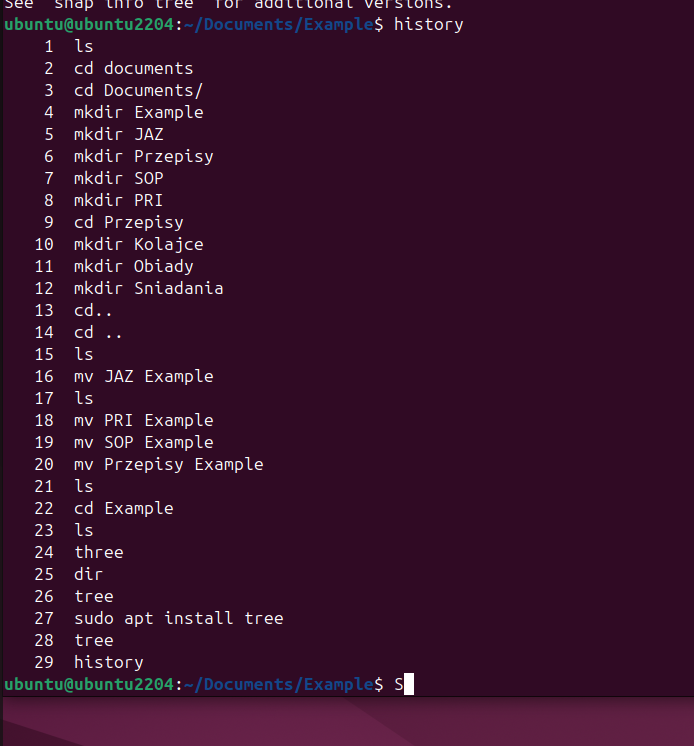 See 'snap info tree' for additional versions.
ubuntu@ubuntu2204:~/Documents/Example$ history
1 ls
2 cd documents
3 cd Documents/
4 mkdir Example
5 mkdir JAZ
6 mkdir Przepisy
7 mkdir SOP
8 mkdir PRI
9 cd Przepisy
10 mkdir Kolajce
11 mkdir Obiady
12 mkdir Sniadania
13 cd..
14 cd ..
15 ls
16 mv JAZ Example
17 ls
18 mv PRI Example
19 mv SOP Example
20 mv Przepisy Example
21 ls
22 cd Example
23 ls
24 three
25 dir
26 tree
27 sudo apt install tree
28 tree
29 history
ubuntu@ubuntu2204:~/Documents/Example$ S